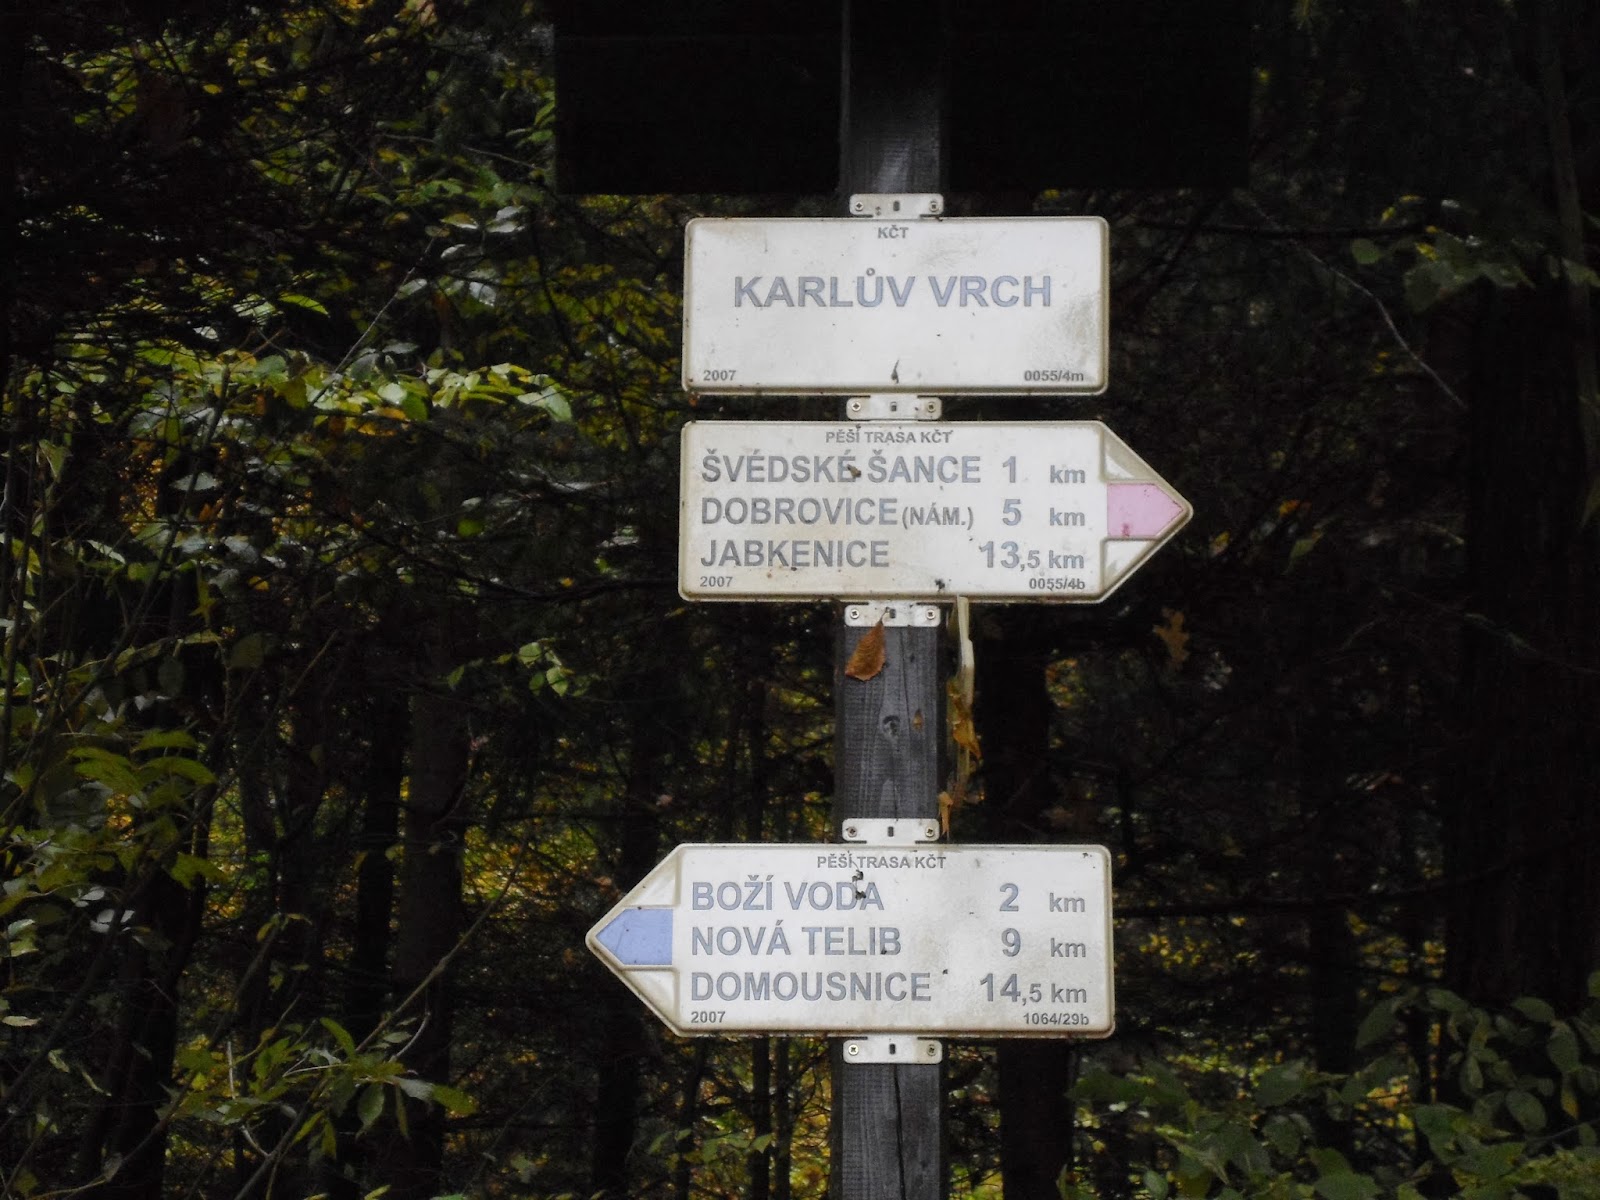 KČT
KARLŮV VRCH
2007 0055/4m
PĚŠÍ TRASA KČT
ŠVÉDSKÉ ŠANCE 1 km
DOBROVICE (NÁM.) 5 km
JABKENICE 13,5 km
2007 0055/4b
PĚŠÍ TRASA KČT
BOŽÍ VODA 2 km
NOVÁ TELIB 9 km
DOMOUSNICE 14,5 km
2007 1064/29b